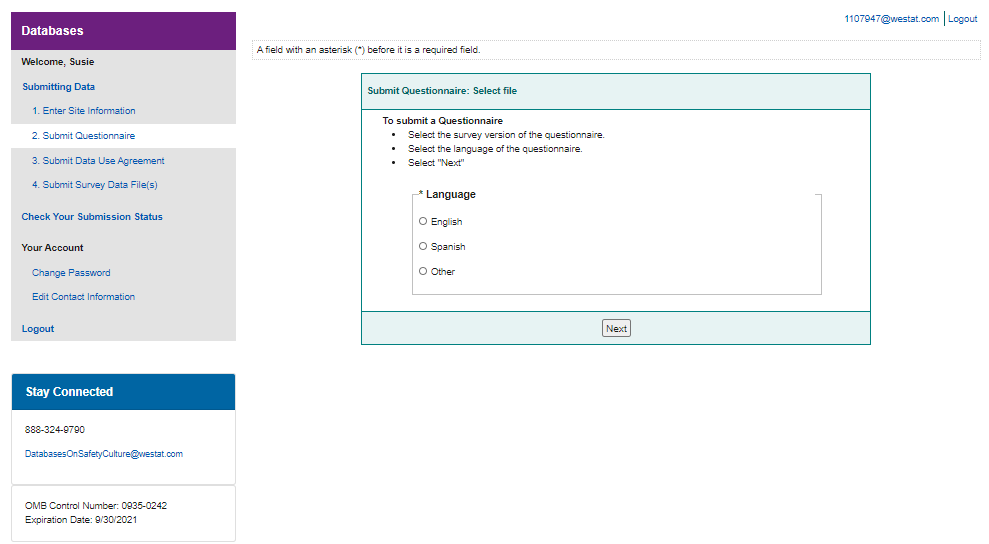 1107947@westat.com Logout
Databases
Welcome, Susie
Submitting Data
1. Enter Site Information
2. Submit Questionnaire
3. Submit Data Use Agreement
4. Submit Survey Data File(s)
Check Your Submission Status
Your Account
Change Password
Edit Contact Information
Logout
Stay Connected
888-324-9790
DatabasesOnSafetyCulture@westat.com
OMB Control Number: 0935-0242
Expiration Date: 9/30/2021
A field with an asterisk (*) before it is a required field.
Submit Questionnaire: Select file
To submit a Questionnaire
• Select the survey version of the questionnaire.
• Select the language of the questionnaire.
• Select "Next"
* Language
English
Spanish
Other
Next